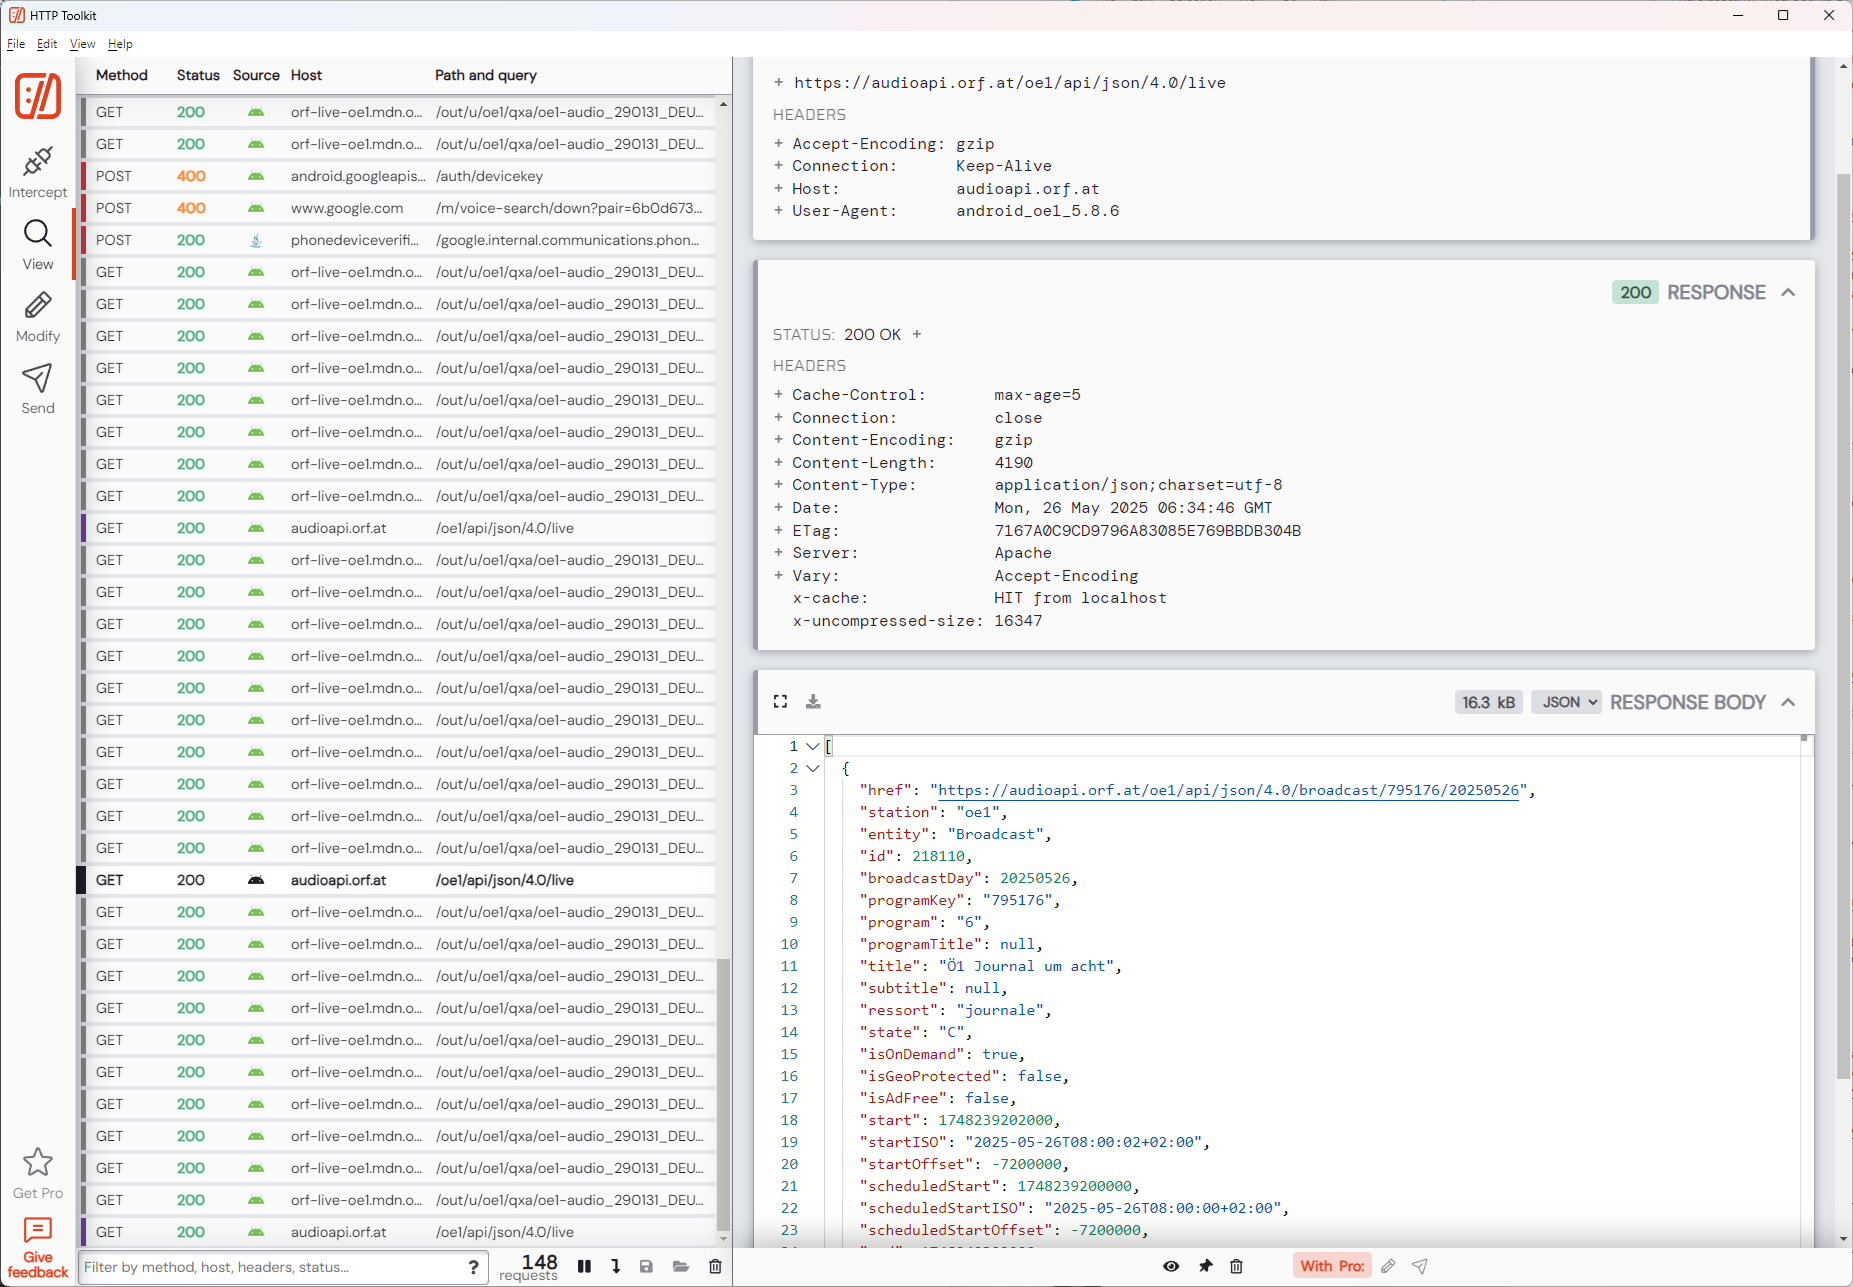 HTTP Toolkit
File Edit View Help
Intercept
View
Modify
Send
Get Pro
Give feedback
Method Status Source Host Path and query
GET 200 orf-live-oe1.mdn.o... /out/u/oe1/qxa/oe1-audio_290131_DEU...
GET 200 orf-live-oe1.mdn.o... /out/u/oe1/qxa/oe1-audio_290131_DEU...
POST 400 android.googleapis... /auth/devicekey
POST 400 www.google.com /m/voice-search/down?pair=6b0d673...
POST 200 phonedeviceverifi... /google.internal.communications.phon...
GET 200 orf-live-oe1.mdn.o... /out/u/oe1/qxa/oe1-audio_290131_DEU...
GET 200 orf-live-oe1.mdn.o... /out/u/oe1/qxa/oe1-audio_290131_DEU...
GET 200 orf-live-oe1.mdn.o... /out/u/oe1/qxa/oe1-audio_290131_DEU...
GET 200 orf-live-oe1.mdn.o... /out/u/oe1/qxa/oe1-audio_290131_DEU...
GET 200 orf-live-oe1.mdn.o... /out/u/oe1/qxa/oe1-audio_290131_DEU...
GET 200 orf-live-oe1.mdn.o... /out/u/oe1/qxa/oe1-audio_290131_DEU...
GET 200 orf-live-oe1.mdn.o... /out/u/oe1/qxa/oe1-audio_290131_DEU...
GET 200 orf-live-oe1.mdn.o... /out/u/oe1/qxa/oe1-audio_290131_DEU...
GET 200 audioapi.orf.at /oe1/api/json/4.0/live
GET 200 orf-live-oe1.mdn.o... /out/u/oe1/qxa/oe1-audio_290131_DEU...
GET 200 orf-live-oe1.mdn.o... /out/u/oe1/qxa/oe1-audio_290131_DEU...
GET 200 orf-live-oe1.mdn.o... /out/u/oe1/qxa/oe1-audio_290131_DEU...
GET 200 orf-live-oe1.mdn.o... /out/u/oe1/qxa/oe1-audio_290131_DEU...
GET 200 orf-live-oe1.mdn.o... /out/u/oe1/qxa/oe1-audio_290131_DEU...
GET 200 orf-live-oe1.mdn.o... /out/u/oe1/qxa/oe1-audio_290131_DEU...
GET 200 orf-live-oe1.mdn.o... /out/u/oe1/qxa/oe1-audio_290131_DEU...
GET 200 orf-live-oe1.mdn.o... /out/u/oe1/qxa/oe1-audio_290131_DEU...
GET 200 orf-live-oe1.mdn.o... /out/u/oe1/qxa/oe1-audio_290131_DEU...
GET 200 orf-live-oe1.mdn.o... /out/u/oe1/qxa/oe1-audio_290131_DEU...
GET 200 audioapi.orf.at /oe1/api/json/4.0/live
GET 200 orf-live-oe1.mdn.o... /out/u/oe1/qxa/oe1-audio_290131_DEU...
GET 200 orf-live-oe1.mdn.o... /out/u/oe1/qxa/oe1-audio_290131_DEU...
GET 200 orf-live-oe1.mdn.o... /out/u/oe1/qxa/oe1-audio_290131_DEU...
GET 200 orf-live-oe1.mdn.o... /out/u/oe1/qxa/oe1-audio_290131_DEU...
GET 200 orf-live-oe1.mdn.o... /out/u/oe1/qxa/oe1-audio_290131_DEU...
GET 200 orf-live-oe1.mdn.o... /out/u/oe1/qxa/oe1-audio_290131_DEU...
GET 200 orf-live-oe1.mdn.o... /out/u/oe1/qxa/oe1-audio_290131_DEU...
GET 200 orf-live-oe1.mdn.o... /out/u/oe1/qxa/oe1-audio_290131_DEU...
GET 200 orf-live-oe1.mdn.o... /out/u/oe1/qxa/oe1-audio_290131_DEU...
GET 200 orf-live-oe1.mdn.o... /out/u/oe1/qxa/oe1-audio_290131_DEU...
GET 200 audioapi.orf.at /oe1/api/json/4.0/live
Filter by method, host, headers, status... ? 148 requests
+ https://audioapi.orf.at/oe1/api/json/4.0/live
HEADERS
+ Accept-Encoding: gzip
+ Connection: Keep-Alive
+ Host: audioapi.orf.at
+ User-Agent: android_oe1_5.8.6
200 RESPONSE
STATUS: 200 OK +
HEADERS
+ Cache-Control: max-age=5
+ Connection: close
+ Content-Encoding: gzip
+ Content-Length: 4190
+ Content-Type: application/json;charset=utf-8
+ Date: Mon, 26 May 2025 06:34:46 GMT
+ ETag: 7167A0C9CD9796A83085E769BBDB304B
+ Server: Apache
+ Vary: Accept-Encoding
x-cache: HIT from localhost
x-uncompressed-size: 16347
16.3 kB JSON RESPONSE BODY
1 [
2 {
3 "href": "https://audioapi.orf.at/oe1/api/json/4.0/broadcast/795176/20250526",
4 "station": "oe1",
5 "entity": "Broadcast",
6 "id": 218110,
7 "broadcastDay": 20250526,
8 "programKey": "795176",
9 "program": "6",
10 "programTitle": null,
11 "title": "Ö1 Journal um acht",
12 "subtitle": null,
13 "ressort": "journale",
14 "state": "C",
15 "isOnDemand": true,
16 "isGeoProtected": false,
17 "isAdFree": false,
18 "start": 1748239202000,
19 "startISO": "2025-05-26T08:00:02+02:00",
20 "startOffset": -7200000,
21 "scheduledStart": 1748239200000,
22 "scheduledStartISO": "2025-05-26T08:00:00+02:00",
23 "scheduledStartOffset": -7200000,
With Pro: